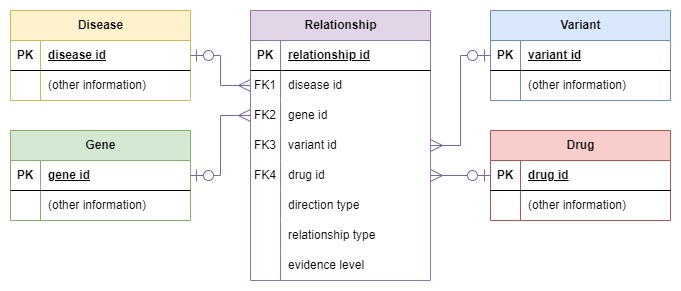 Disease
PK disease id
(other information)
Gene
PK gene id
(other information)
Relationship
PK relationship id
FK1 disease id
FK2 gene id
FK3 variant id
FK4 drug id
direction type
relationship type
evidence level
Variant
PK variant id
(other information)
Drug
PK drug id
(other information)